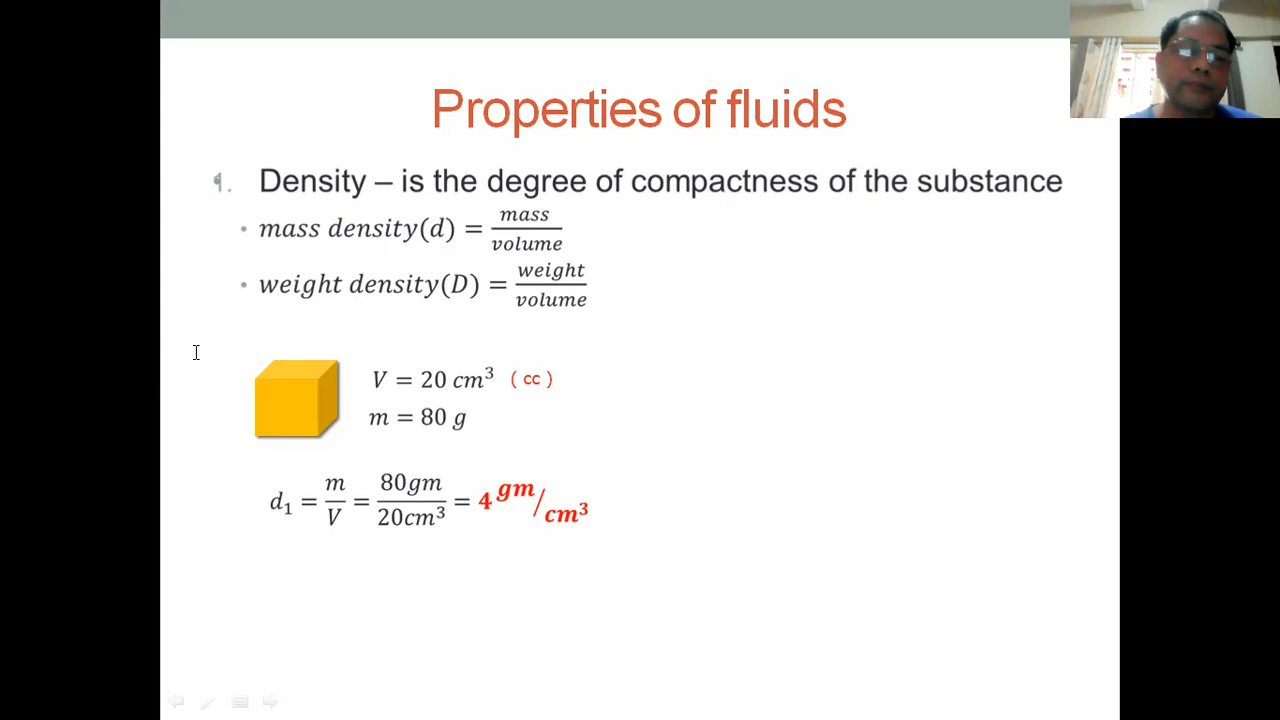 Properties of fluids
1. Density – is the degree of compactness of the substance
• mass density(d) = mass/volume
• weight density(D) = weight/volume
V = 20 cm³ ( cc )
m = 80 g
d₁ = m/V = 80gm/20cm³ = 4 gm/cm³